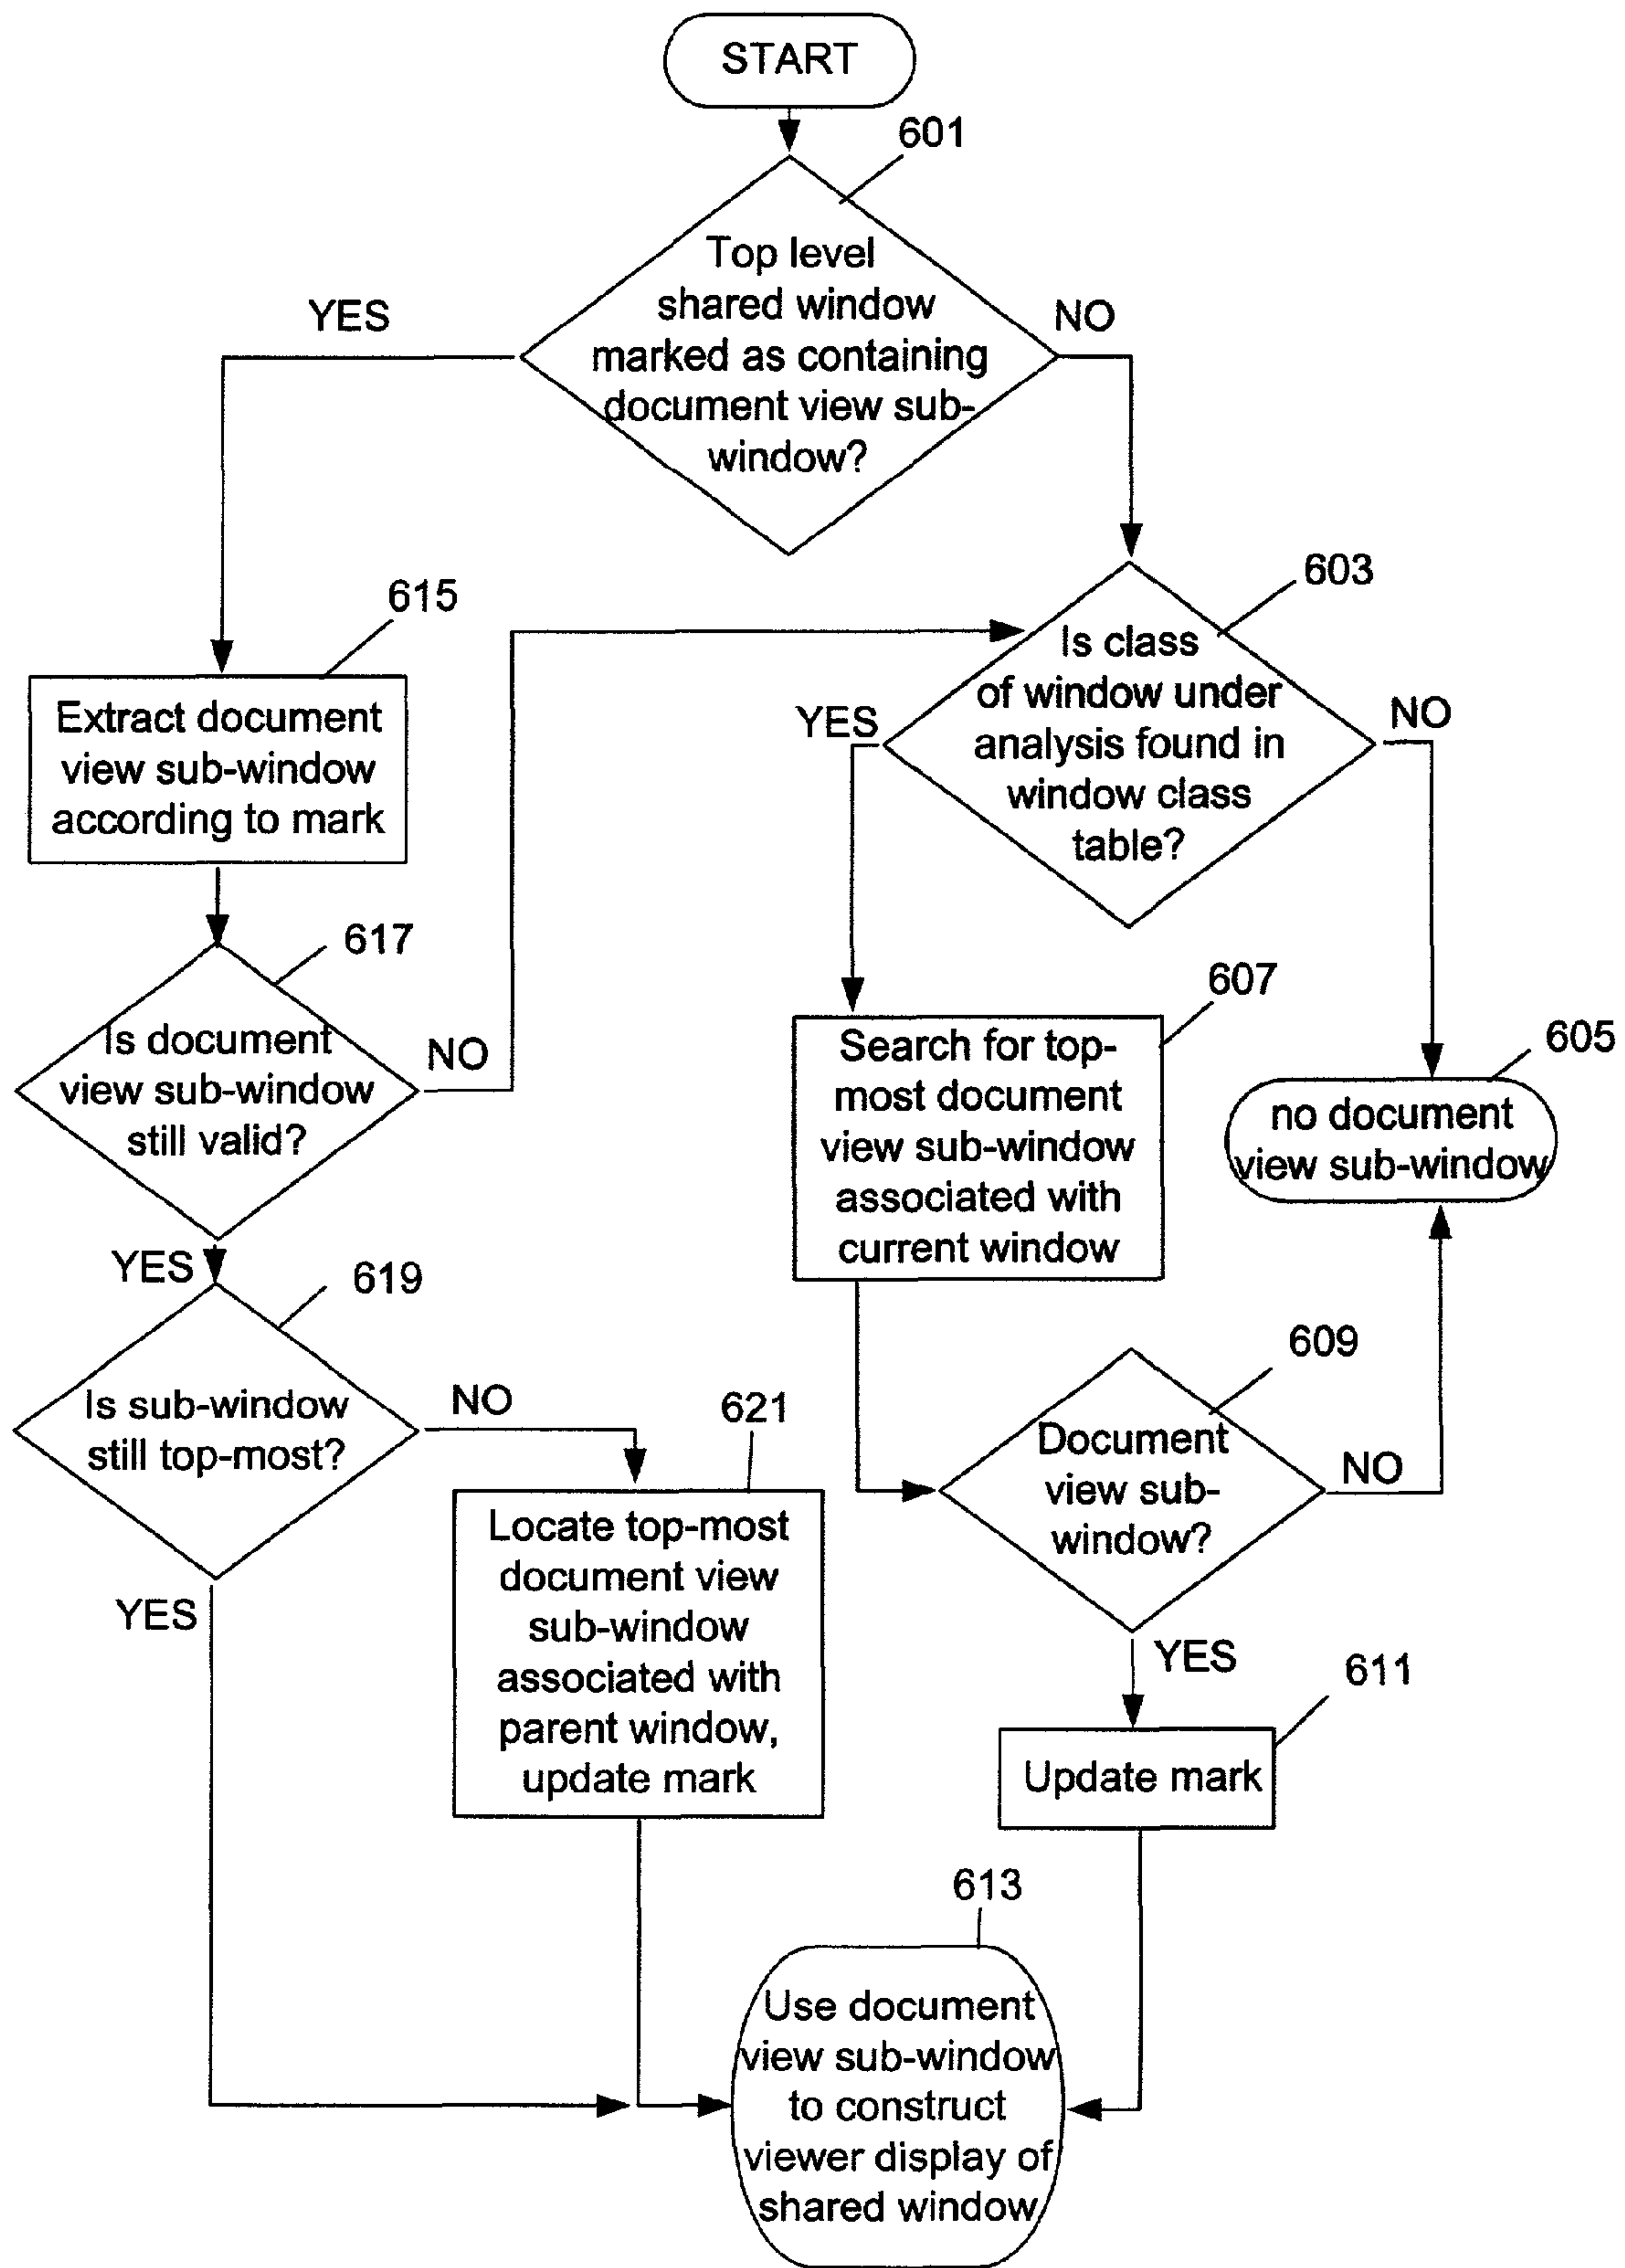 START
601
Top level
shared window
marked as containing
document view sub-
window?
YES
NO
603
Is class
of window under
analysis found in
window class
table?
YES
NO
615
Extract document
view sub-window
according to mark
617
Is document
view sub-window
still valid?
NO
YES
607
Search for top-
most document
view sub-window
associated with
current window
605
no document
view sub-window
619
Is sub-window
still top-most?
NO
YES
621
Locate top-most
document view
sub-window
associated with
parent window,
update mark
609
Document
view sub-
window?
NO
YES
611
Update mark
613
Use document
view sub-window
to construct
viewer display of
shared window